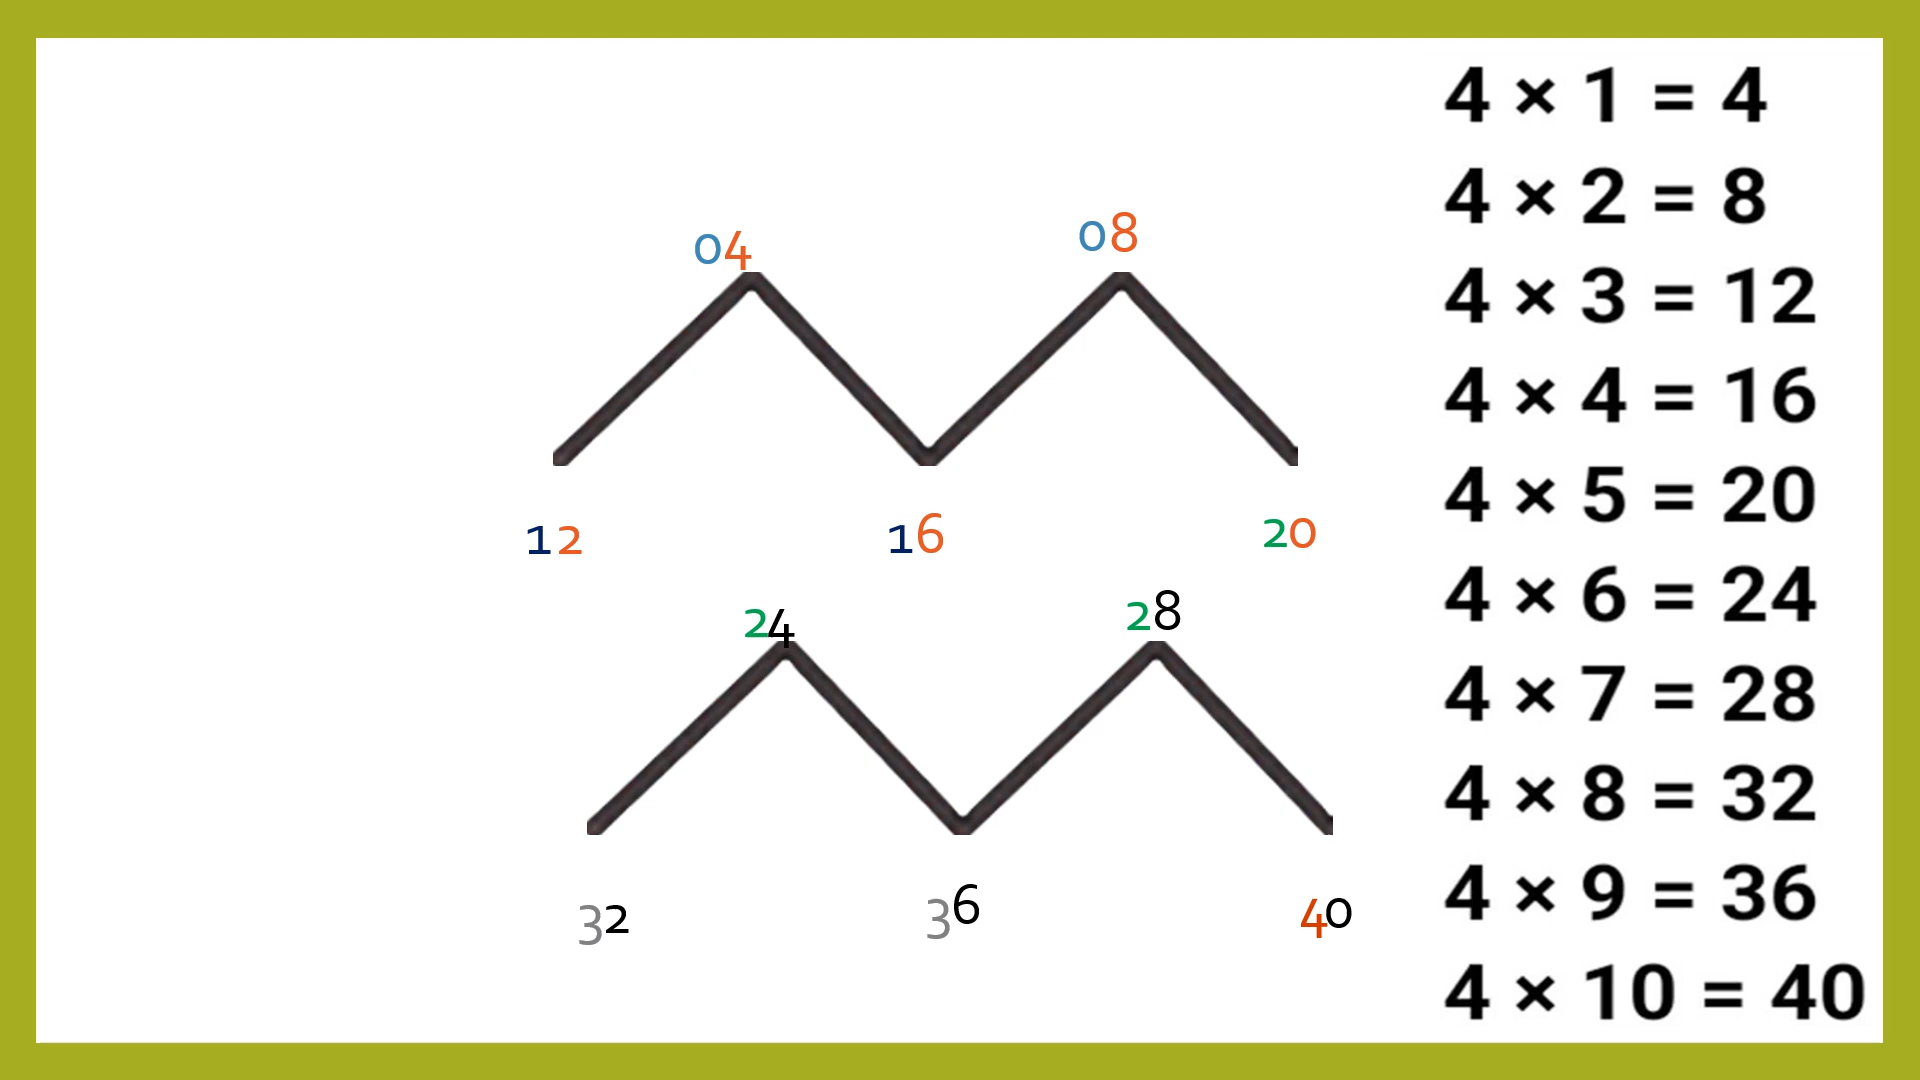 04 08
12 16 20
24 28
32 36 40
4 × 1 = 4
4 × 2 = 8
4 × 3 = 12
4 × 4 = 16
4 × 5 = 20
4 × 6 = 24
4 × 7 = 28
4 × 8 = 32
4 × 9 = 36
4 × 10 = 40